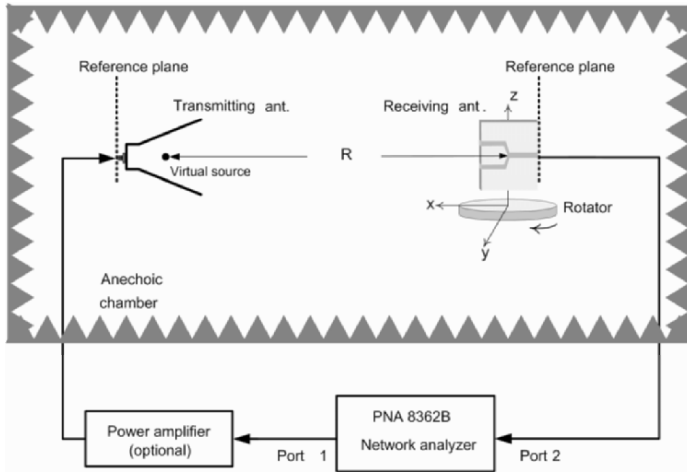 Reference plane
Reference plane
Transmitting ant.
Receiving ant.
z
R
Virtual source
x
Rotator
y
Anechoic
chamber
Power amplifier
(optional)
Port 1
PNA 8362B
Network analyzer
Port 2